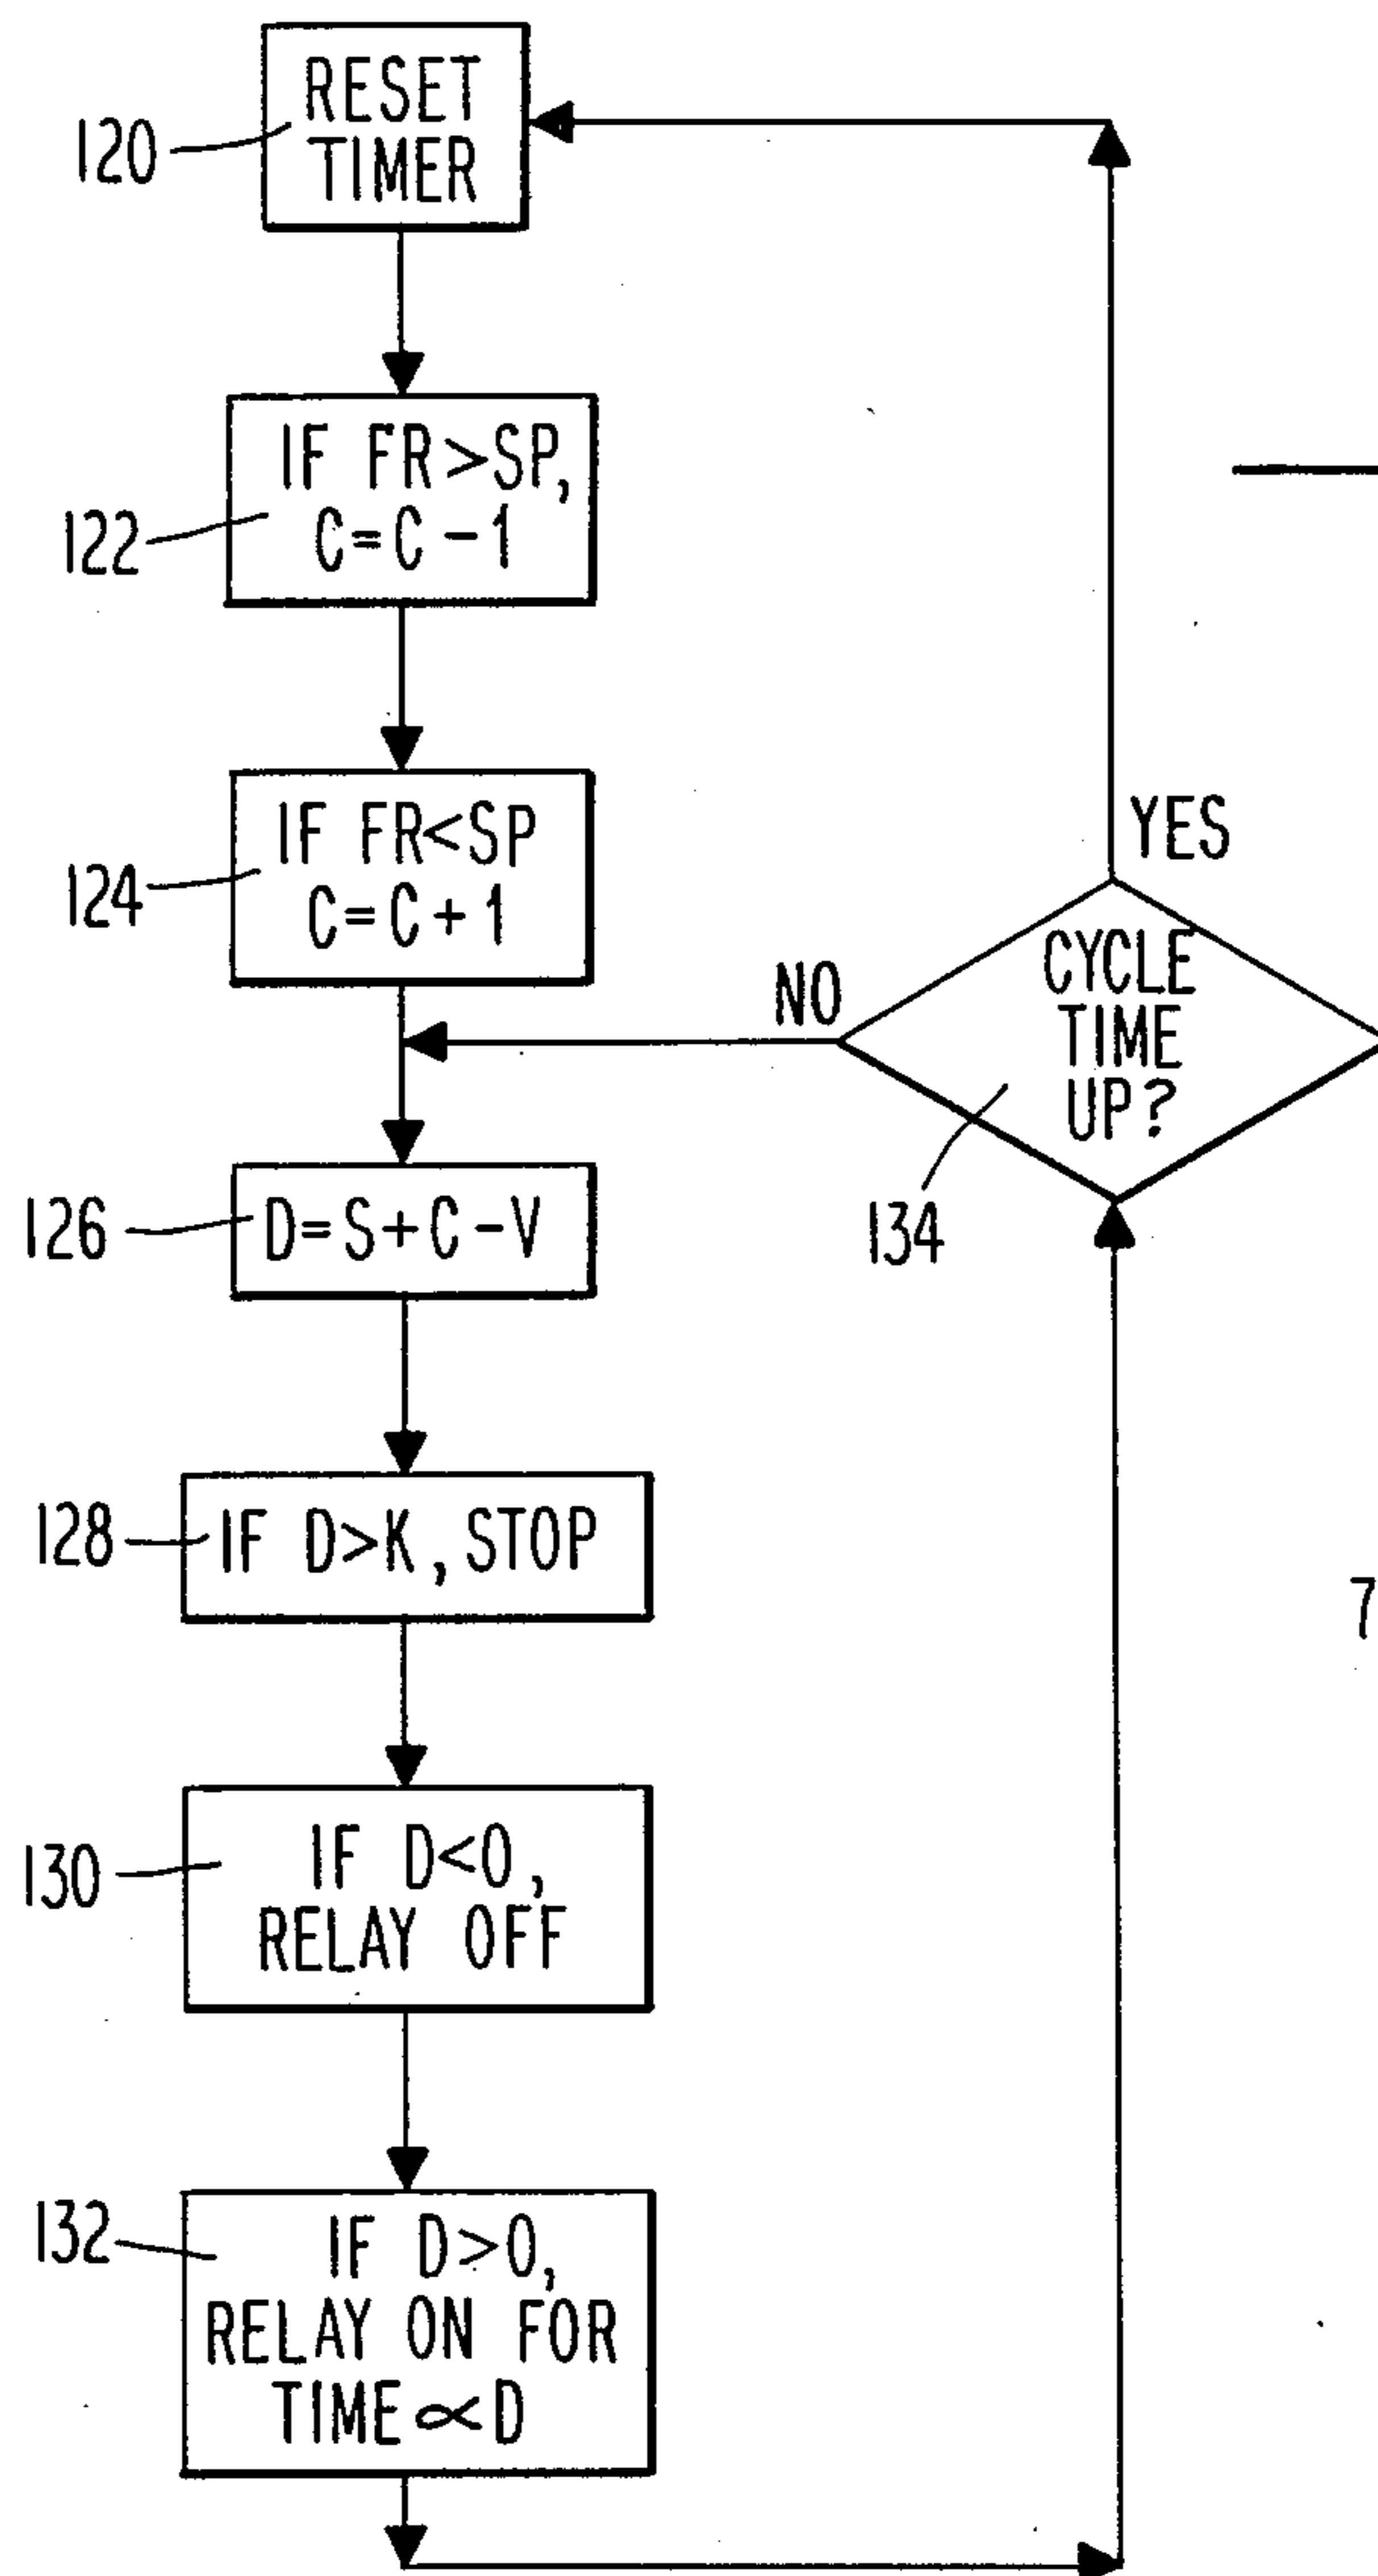 RESET
TIMER
120
IF FR>SP,
C=C-1
122
IF FR<SP
C=C+1
124
YES
NO
CYCLE
TIME
UP?
134
D=S+C-V
126
IF D>K, STOP
128
7
IF D<0,
RELAY OFF
130
IF D>0,
RELAY ON FOR
TIME∝D
132